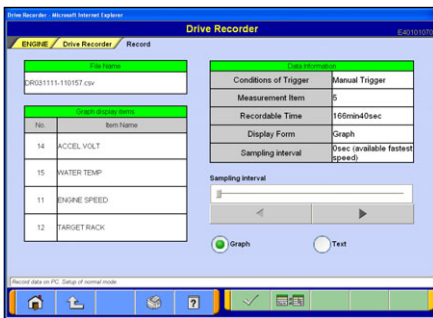 Drive Recorder - Microsoft Internet Explorer
Drive Recorder
E40101070
ENGINE
Drive Recorder
Record
File Name
DR031111-110157.csv
Graph display items
No.
Item Name
14
ACCEL VOLT
15
WATER TEMP
11
ENGINE SPEED
12
TARGET RACK
Data Information
Conditions of Trigger
Manual Trigger
Measurement Item
5
Recordable Time
166min40sec
Display Form
Graph
Sampling interval
0sec (available fastest
speed)
Sampling interval
Graph
Text
Record data on PC. Setup of normal mode
?